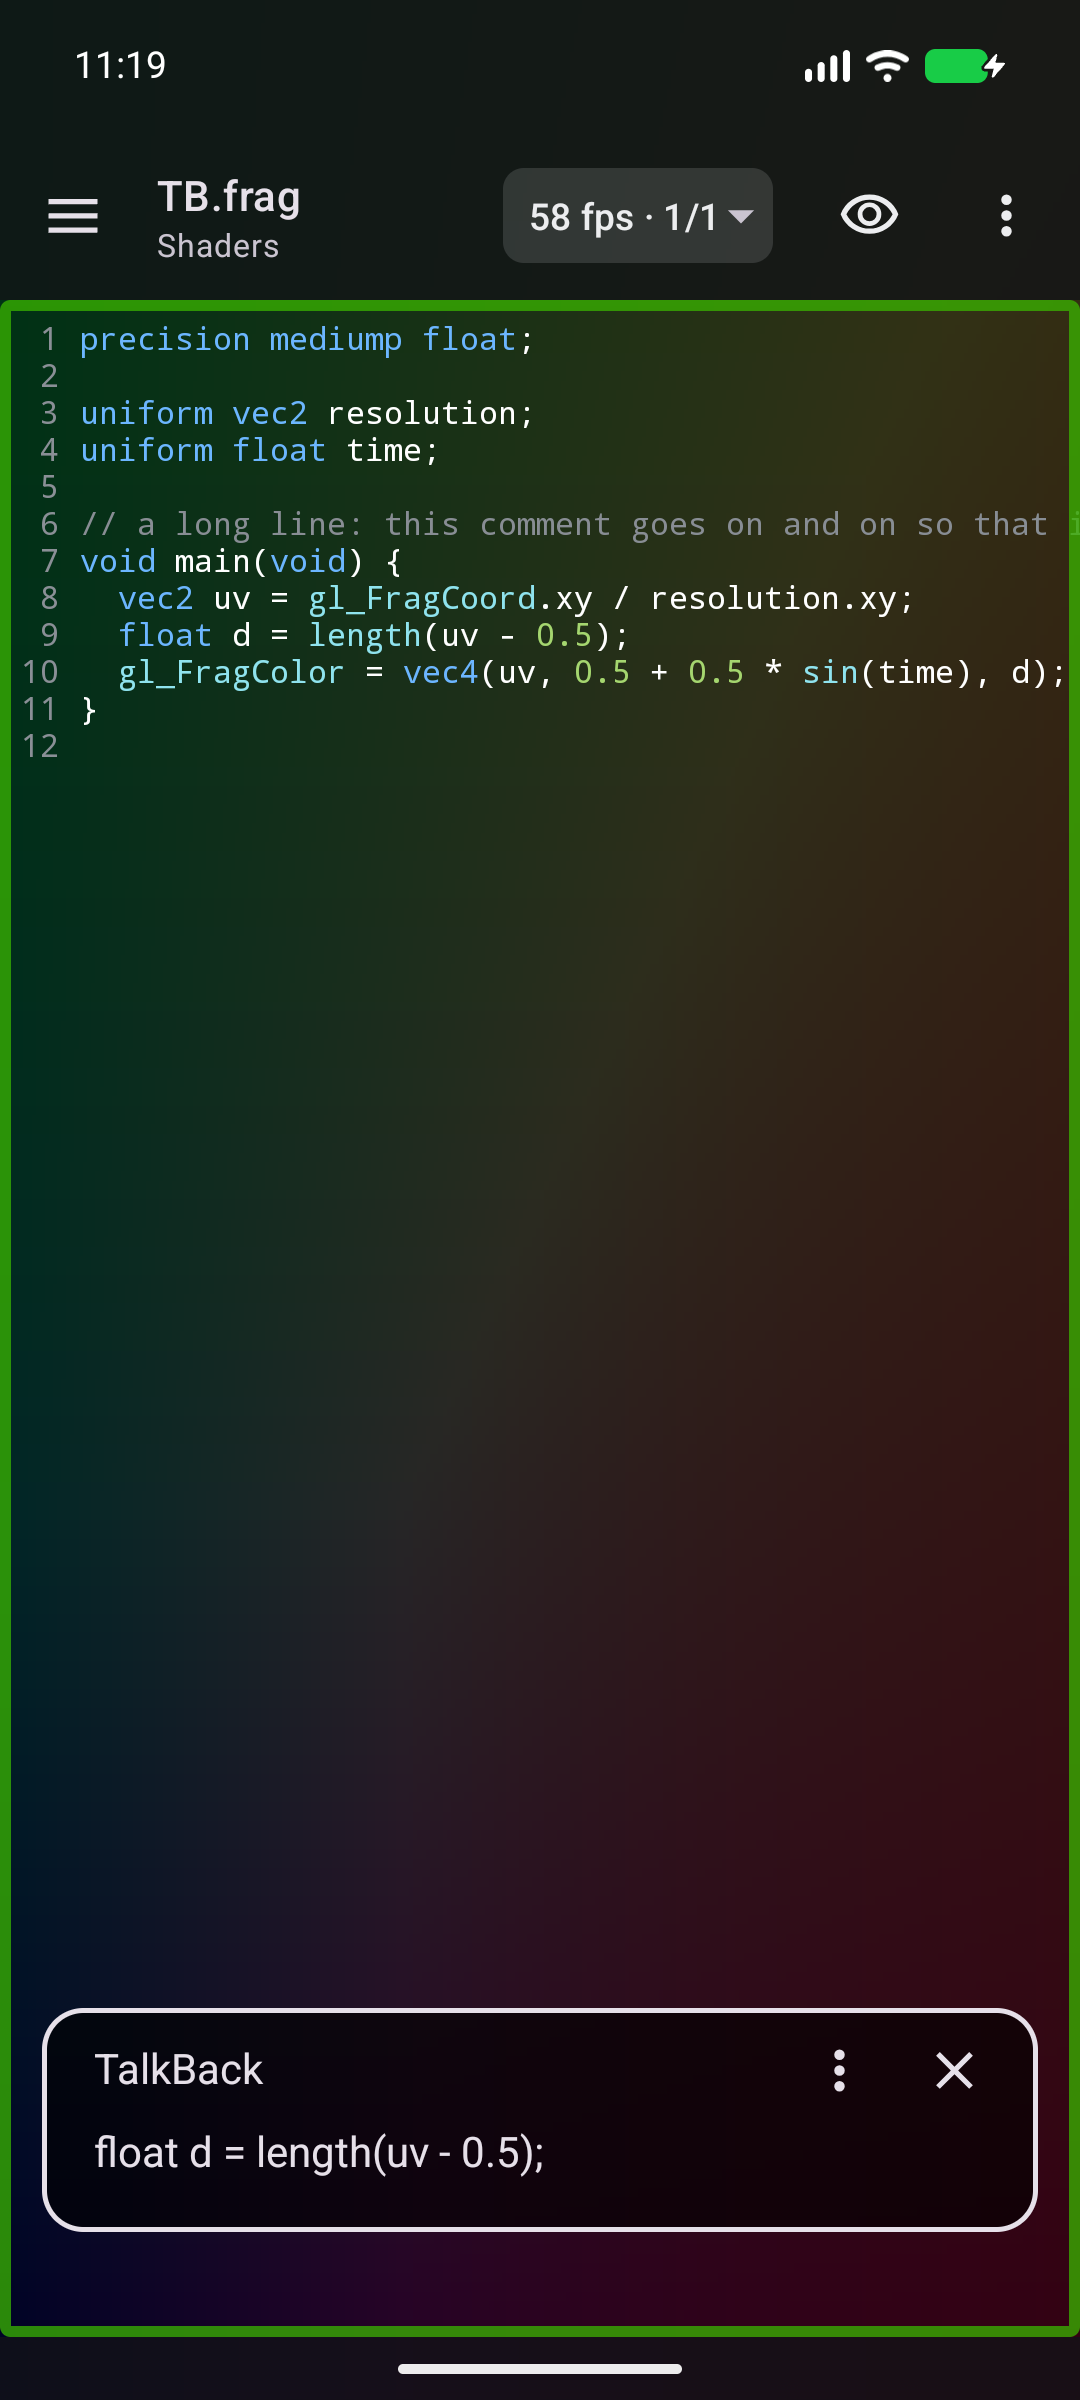 11:19
TB.frag
Shaders
58 fps · 1/1
1 precision mediump float;
2
3 uniform vec2 resolution;
4 uniform float time;
5
6 // a long line: this comment goes on and on so that
7 void main(void) {
8   vec2 uv = gl_FragCoord.xy / resolution.xy;
9   float d = length(uv - 0.5);
10   gl_FragColor = vec4(uv, 0.5 + 0.5 * sin(time), d);
11 }
12
TalkBack
float d = length(uv - 0.5);